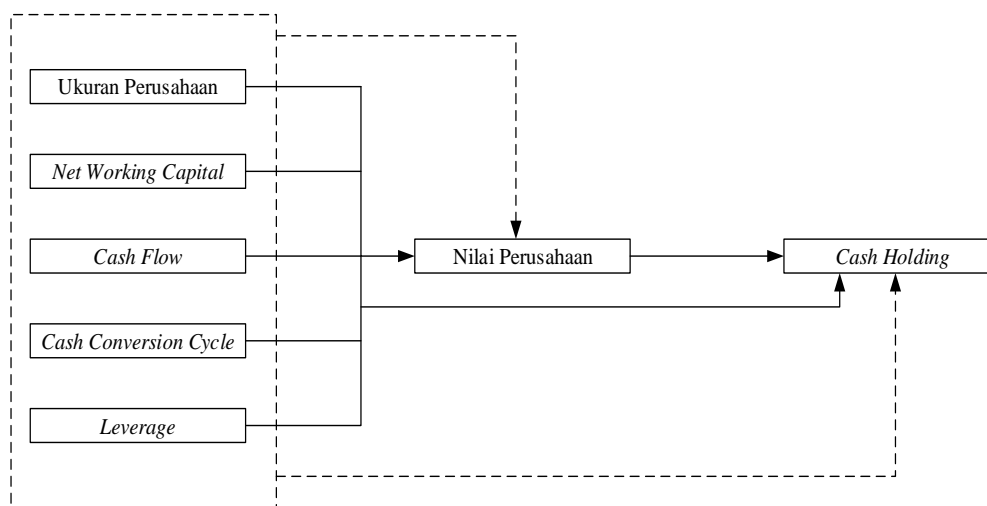 Ukuran Perusahaan
Net Working Capital
Cash Flow
Cash Conversion Cycle
Leverage
Nilai Perusahaan
Cash Holding